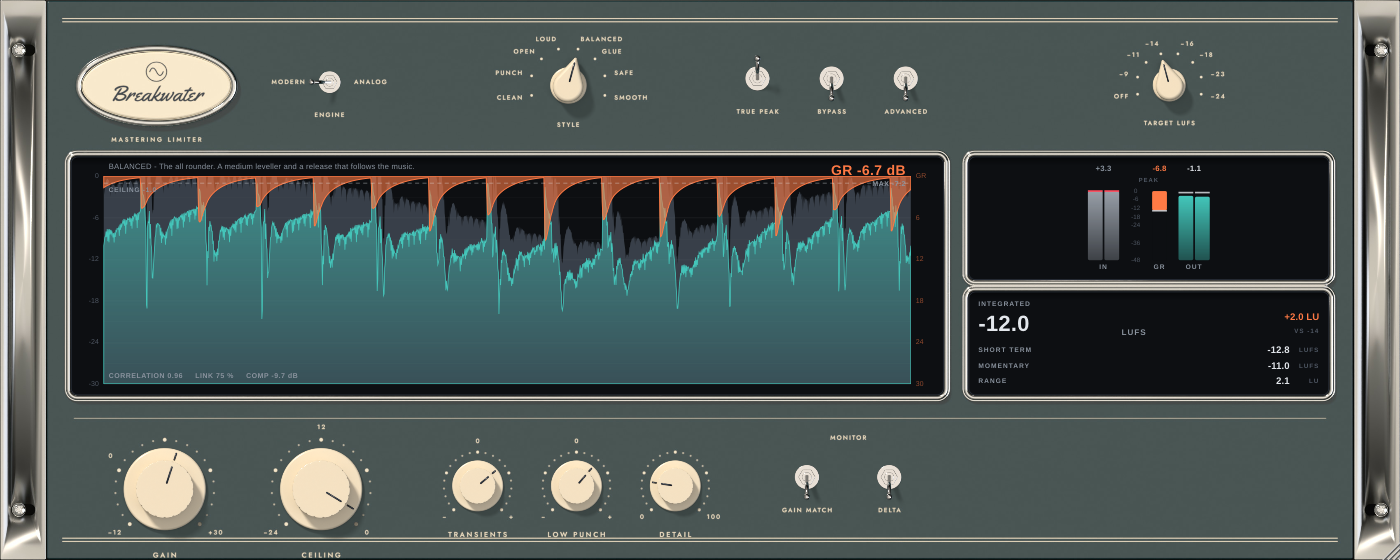 LOUD BALANCED
OPEN GLUE
PUNCH SAFE
CLEAN SMOOTH
STYLE
Breakwater
MASTERING LIMITER
MODERN ANALOG
ENGINE
TRUE PEAK BYPASS ADVANCED
-14 -16
-11 -18
-9 -23
OFF -24
TARGET LUFS
BALANCED - The all rounder. A medium leveller and a release that follows the music.
GR -6.7 dB
CEILING
MAX
0 GR
-6 6
-12 12
-18 18
-24 24
-30 30
CORRELATION 0.96 LINK 75 % COMP -9.7 dB
+3.3 -6.8 -1.1
PEAK
0
-6
-12
-18
-24
-36
-48
IN GR OUT
INTEGRATED
-12.0 LUFS +2.0 LU
VS -14
SHORT TERM -12.8 LUFS
MOMENTARY -11.0 LUFS
RANGE 2.1 LU
0
-12 +30
GAIN
12
-24 0
CEILING
0
- +
TRANSIENTS
0
- +
LOW PUNCH
0 100
DETAIL
MONITOR
GAIN MATCH DELTA